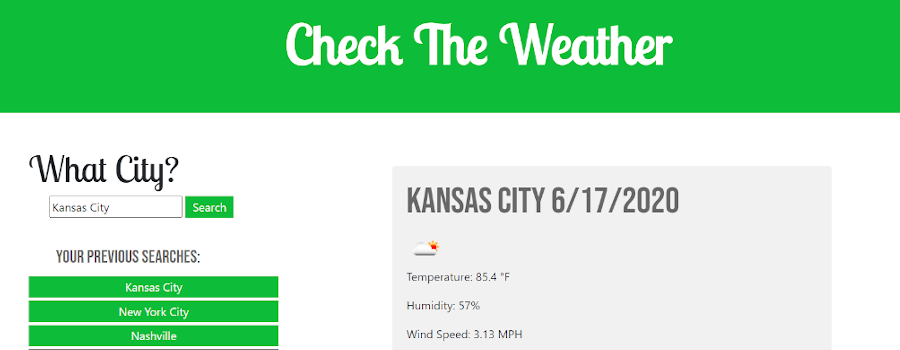 Check The Weather
What City?
Kansas City Search
YOUR PREVIOUS SEARCHES:
Kansas City
New York City
Nashville
KANSAS CITY 6/17/2020
Temperature: 85.4 °F
Humidity: 57%
Wind Speed: 3.13 MPH